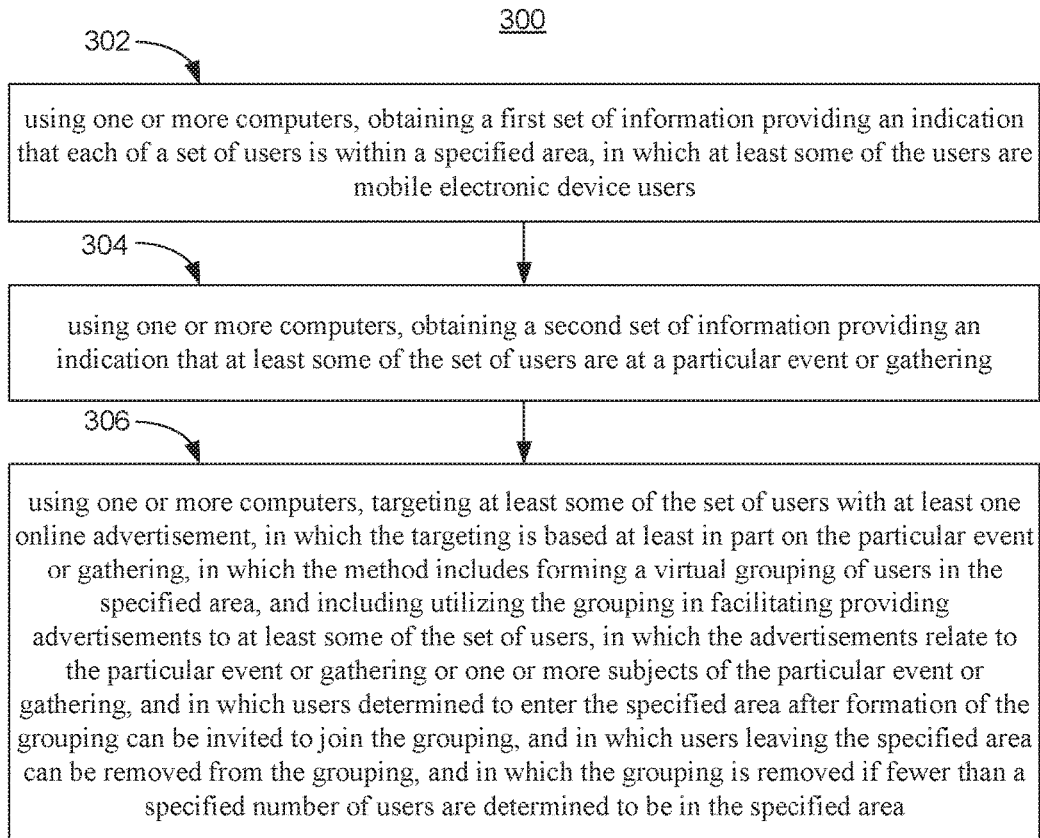 300
302
using one or more computers, obtaining a first set of information providing an indication
that each of a set of users is within a specified area, in which at least some of the users are
mobile electronic device users
304
using one or more computers, obtaining a second set of information providing an
indication that at least some of the set of users are at a particular event or gathering
306
using one or more computers, targeting at least some of the set of users with at least one
online advertisement, in which the targeting is based at least in part on the particular event
or gathering, in which the method includes forming a virtual grouping of users in the
specified area, and including utilizing the grouping in facilitating providing
advertisements to at least some of the set of users, in which the advertisements relate to
the particular event or gathering or one or more subjects of the particular event or
gathering, and in which users determined to enter the specified area after formation of the
grouping can be invited to join the grouping, and in which users leaving the specified area
can be removed from the grouping, and in which the grouping is removed if fewer than a
specified number of users are determined to be in the specified area